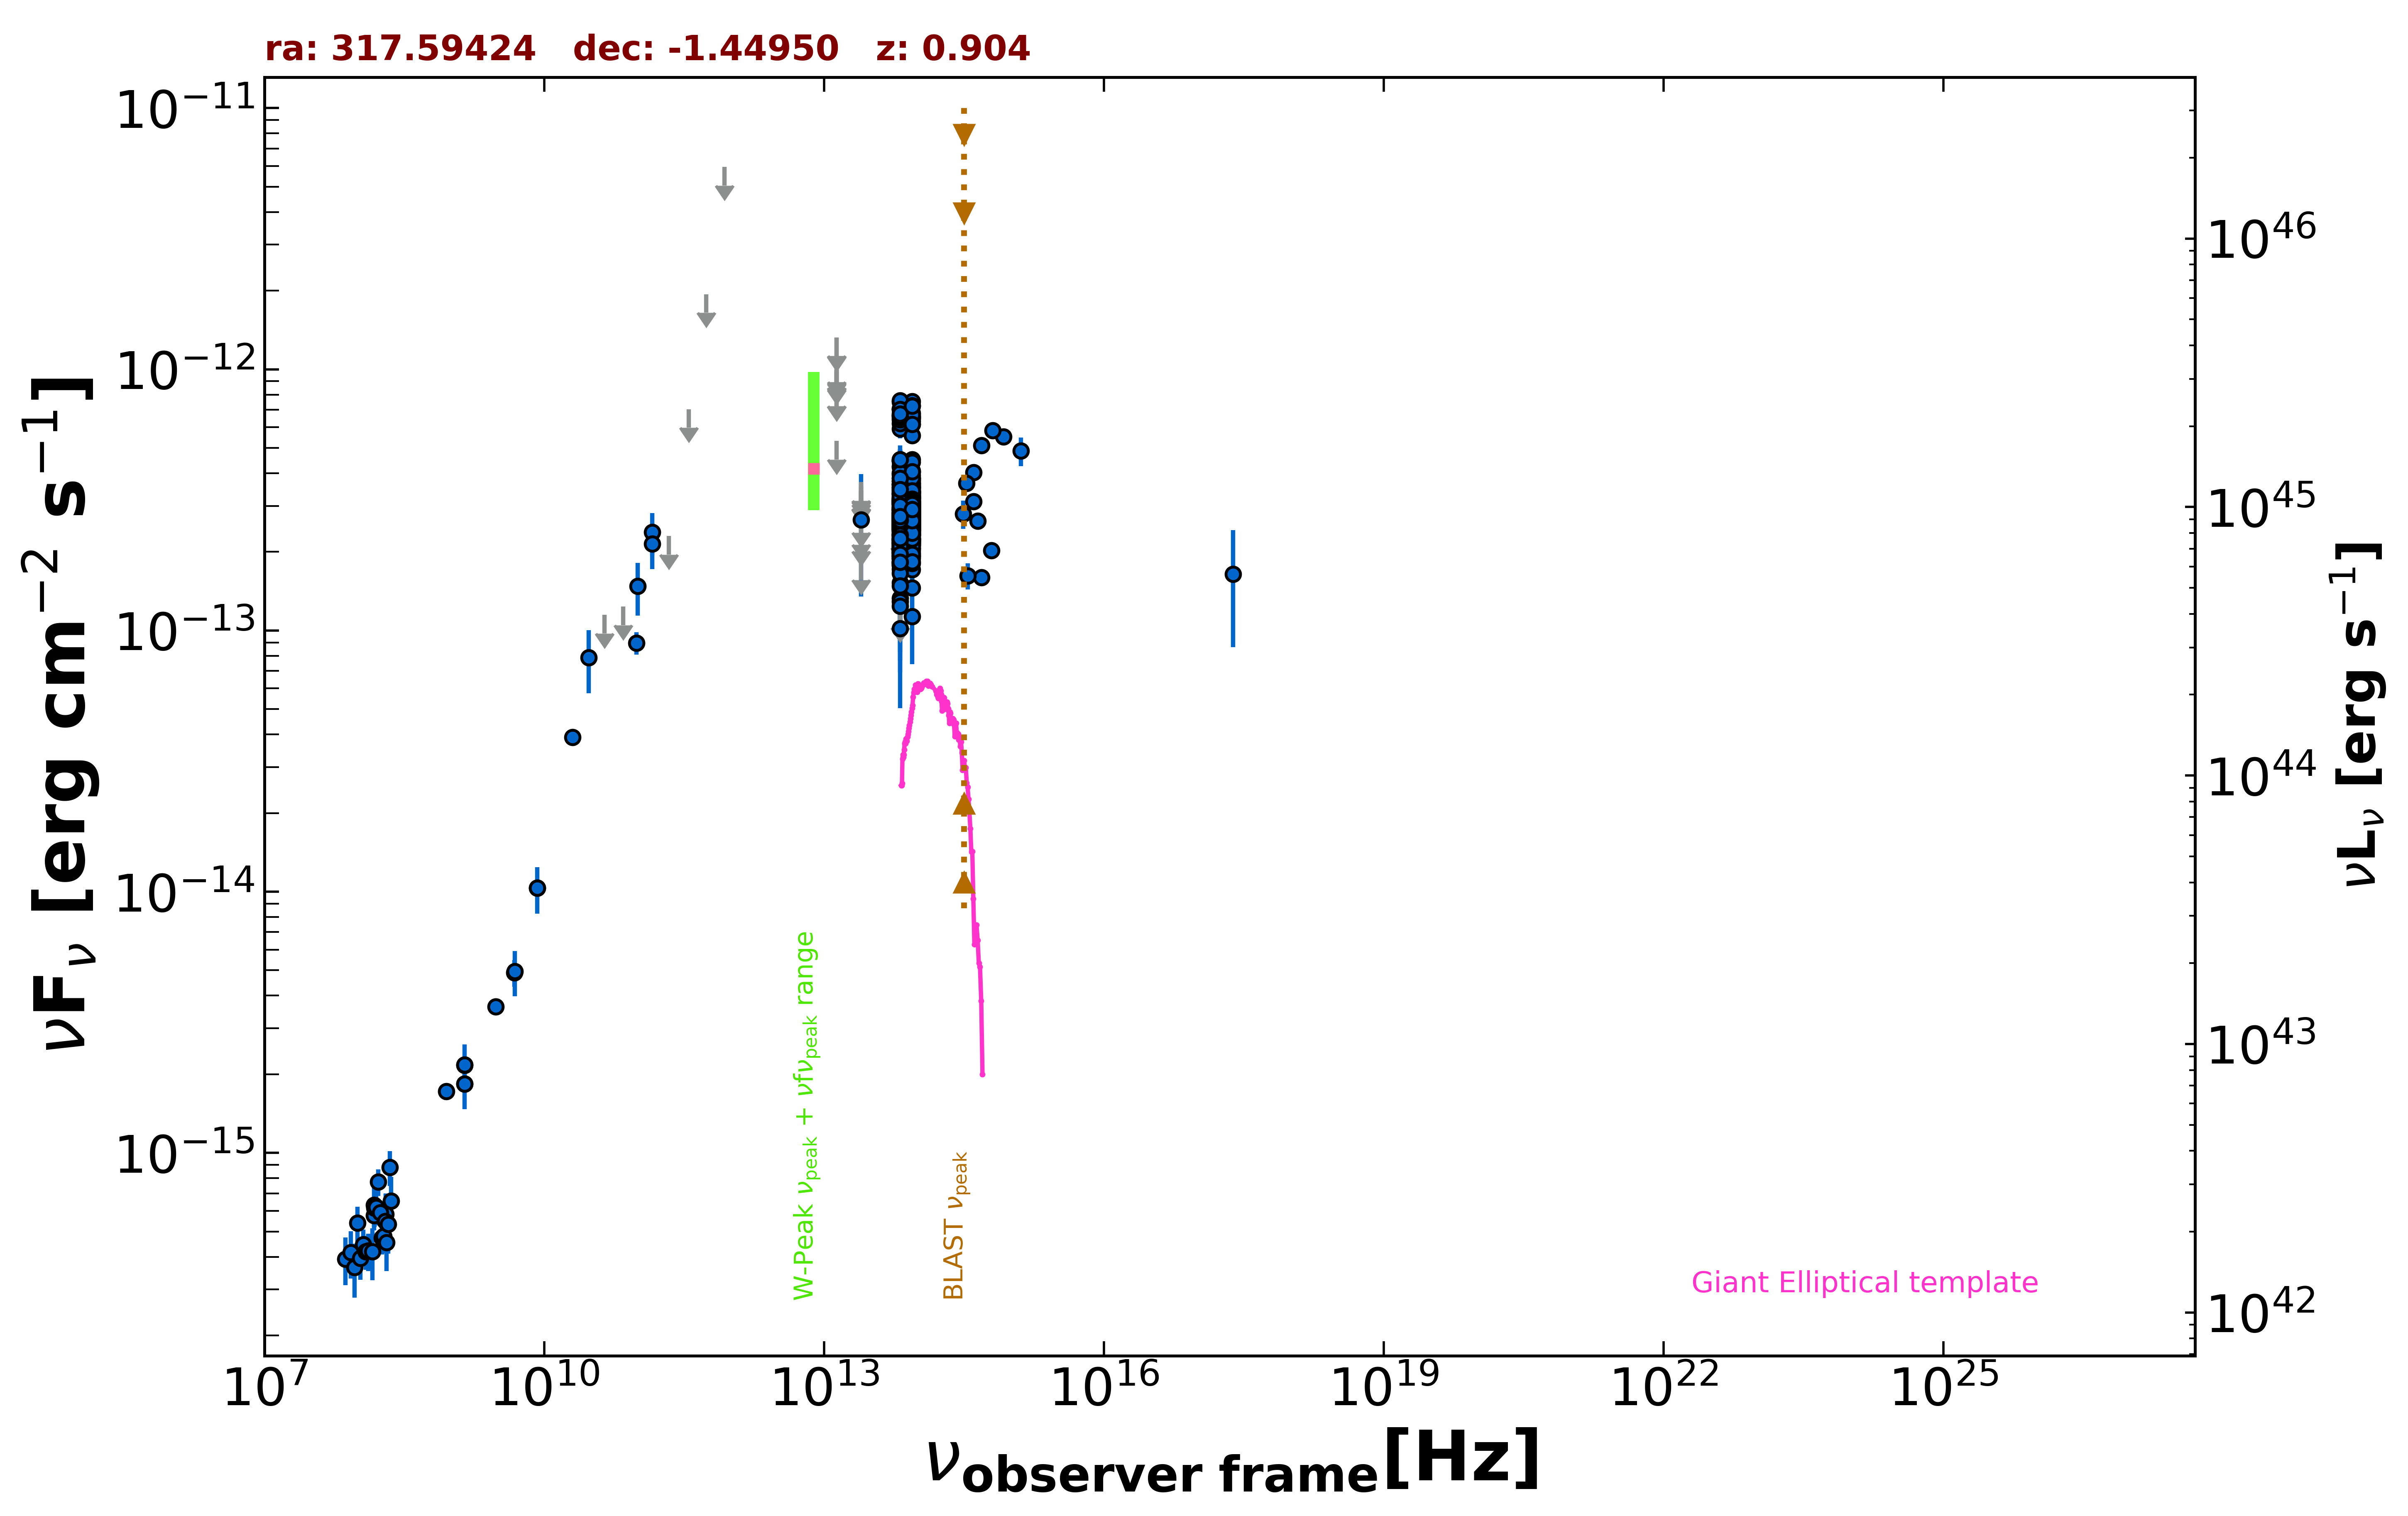 ra: 317.59424 dec: -1.44950 z: 0.904
10⁻¹¹
10⁻¹²
10⁻¹³
10⁻¹⁴
10⁻¹⁵
νFν [erg cm⁻² s⁻¹]
10⁴⁶
10⁴⁵
10⁴⁴
10⁴³
10⁴²
νLν [erg s⁻¹]
W-Peak νpeak + νfνpeak range
BLAST νpeak
Giant Elliptical template
10⁷ 10¹⁰ 10¹³ 10¹⁶ 10¹⁹ 10²² 10²⁵
νobserver frame[Hz]